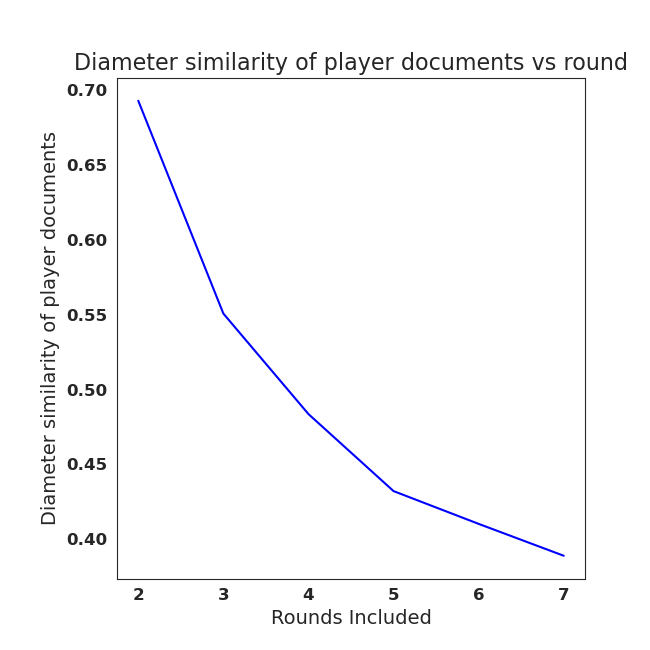 Diameter similarity of player documents vs round
Diameter similarity of player documents
0.70
0.65
0.60
0.55
0.50
0.45
0.40
2 3 4 5 6 7
Rounds Included